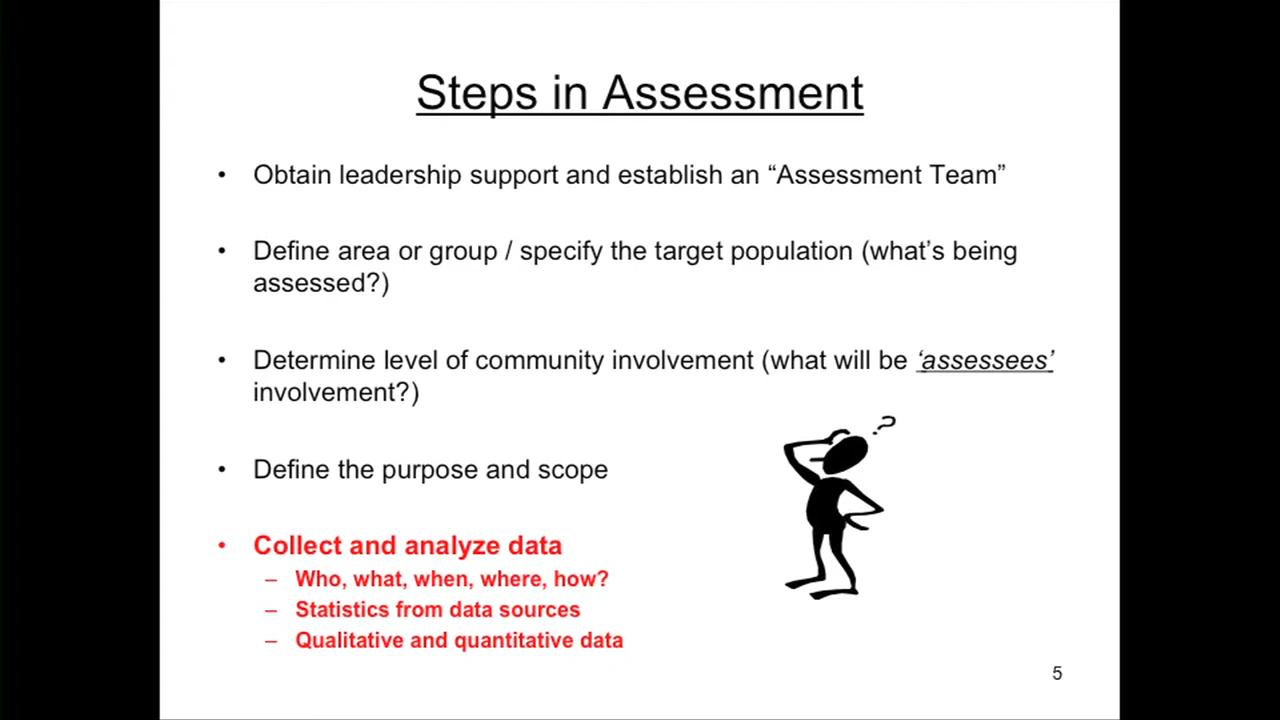 Steps in Assessment
• Obtain leadership support and establish an “Assessment Team”
• Define area or group / specify the target population (what’s being
assessed?)
• Determine level of community involvement (what will be ‘assessees’
involvement?)
?
• Define the purpose and scope
• Collect and analyze data
– Who, what, when, where, how?
– Statistics from data sources
– Qualitative and quantitative data
5